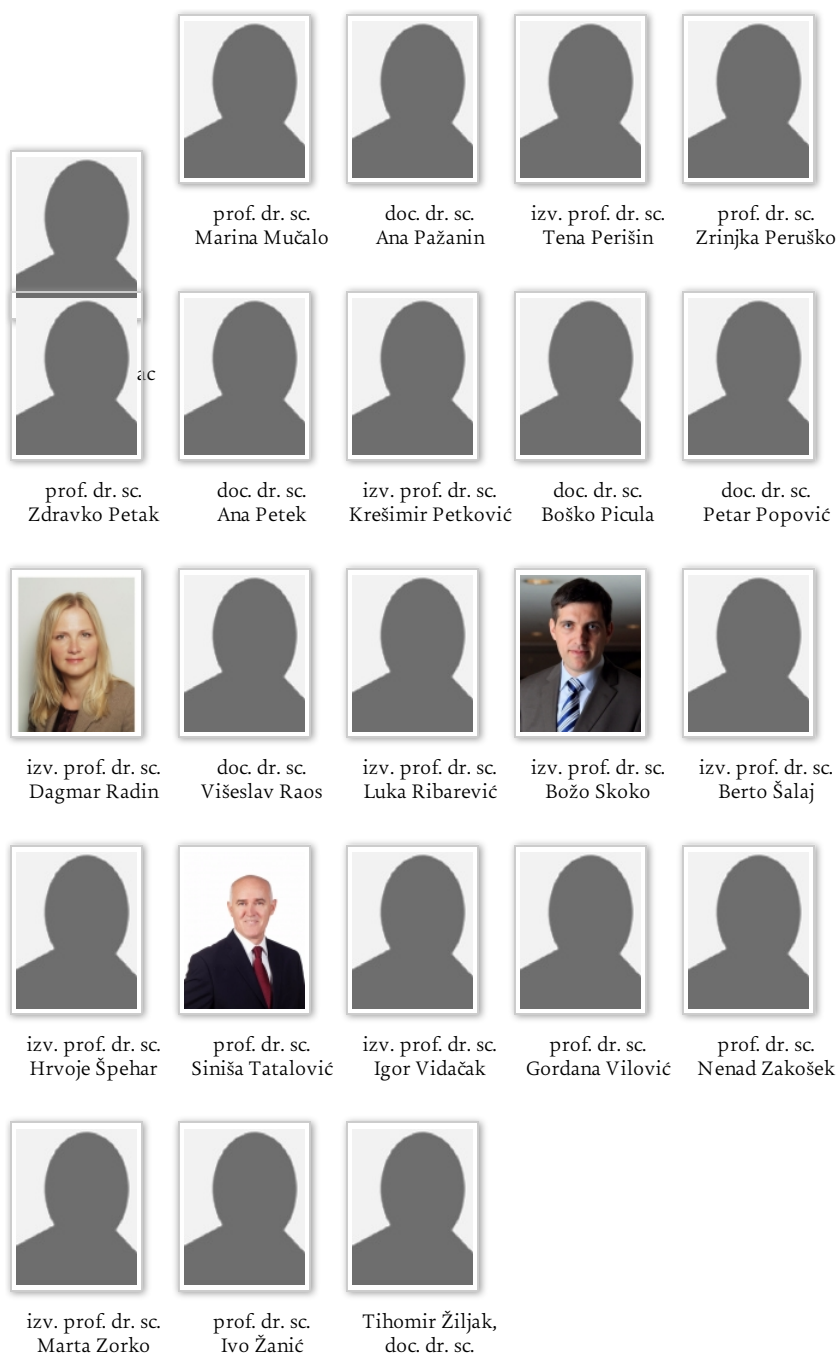 prof. dr. sc.
Marina Mučalo
doc. dr. sc.
Ana Pažanin
izv. prof. dr. sc.
Tena Perišin
prof. dr. sc.
Zrinjka Peruško
ac
prof. dr. sc.
Zdravko Petak
doc. dr. sc.
Ana Petek
izv. prof. dr. sc.
Krešimir Petković
doc. dr. sc.
Boško Picula
doc. dr. sc.
Petar Popović
izv. prof. dr. sc.
Dagmar Radin
doc. dr. sc.
Višeslav Raos
izv. prof. dr. sc.
Luka Ribarević
izv. prof. dr. sc.
Božo Skoko
izv. prof. dr. sc.
Berto Šalaj
izv. prof. dr. sc.
Hrvoje Špehar
prof. dr. sc.
Siniša Tatalović
izv. prof. dr. sc.
Igor Vidačak
prof. dr. sc.
Gordana Vilović
prof. dr. sc.
Nenad Zakošek
izv. prof. dr. sc.
Marta Zorko
prof. dr. sc.
Ivo Žanić
Tihomir Žiljak,
doc. dr. sc.